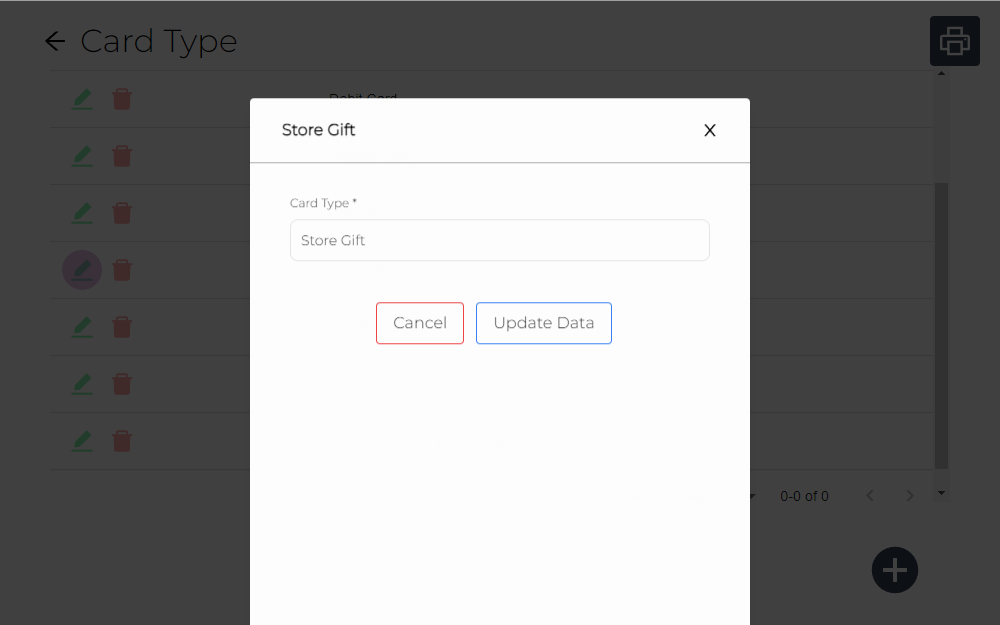 Card Type
Debit Card
Store Gift
X
Card Type *
Store Gift
Cancel
Update Data
0-0 of 0